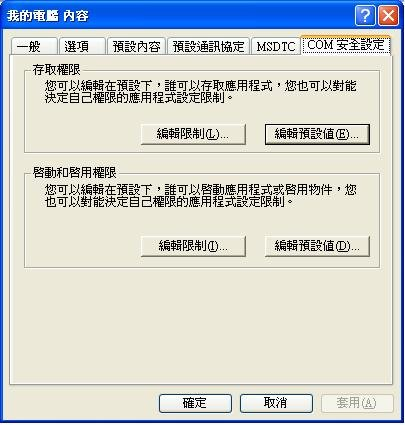 我的電腦 內容
一般 選項 預設內容 預設通訊協定 MSDTC COM 安全設定
存取權限
您可以編輯在預設下，誰可以存取應用程式，您也可以對能
決定自己權限的應用程式設定限制。
編輯限制(L)... 編輯預設值(E)...
啓動和啓用權限
您可以編輯在預設下，誰可以啓動應用程式或啓用物件，您
也可以對能決定自己權限的應用程式設定限制。
編輯限制(I)... 編輯預設值(D)...
確定 取消 套用(A)